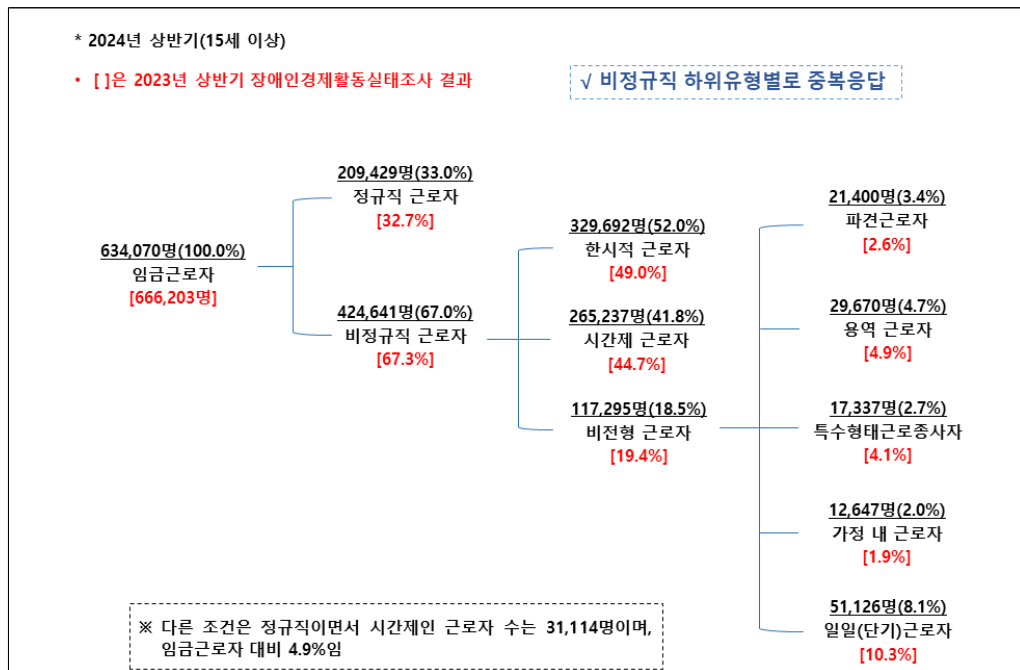 * 2024년 상반기(15세 이상)
• [ ]은 2023년 상반기 장애인경제활동실태조사 결과
√ 비정규직 하위유형별로 중복응답
634,070명(100.0%)
임금근로자
[666,203명]
209,429명(33.0%)
정규직 근로자
[32.7%]
424,641명(67.0%)
비정규직 근로자
[67.3%]
329,692명(52.0%)
한시적 근로자
[49.0%]
265,237명(41.8%)
시간제 근로자
[44.7%]
117,295명(18.5%)
비전형 근로자
[19.4%]
21,400명(3.4%)
파견근로자
[2.6%]
29,670명(4.7%)
용역 근로자
[4.9%]
17,337명(2.7%)
특수형태근로종사자
[4.1%]
12,647명(2.0%)
가정 내 근로자
[1.9%]
51,126명(8.1%)
일일(단기)근로자
[10.3%]
※ 다른 조건은 정규직이면서 시간제인 근로자 수는 31,114명이며,
임금근로자 대비 4.9%임